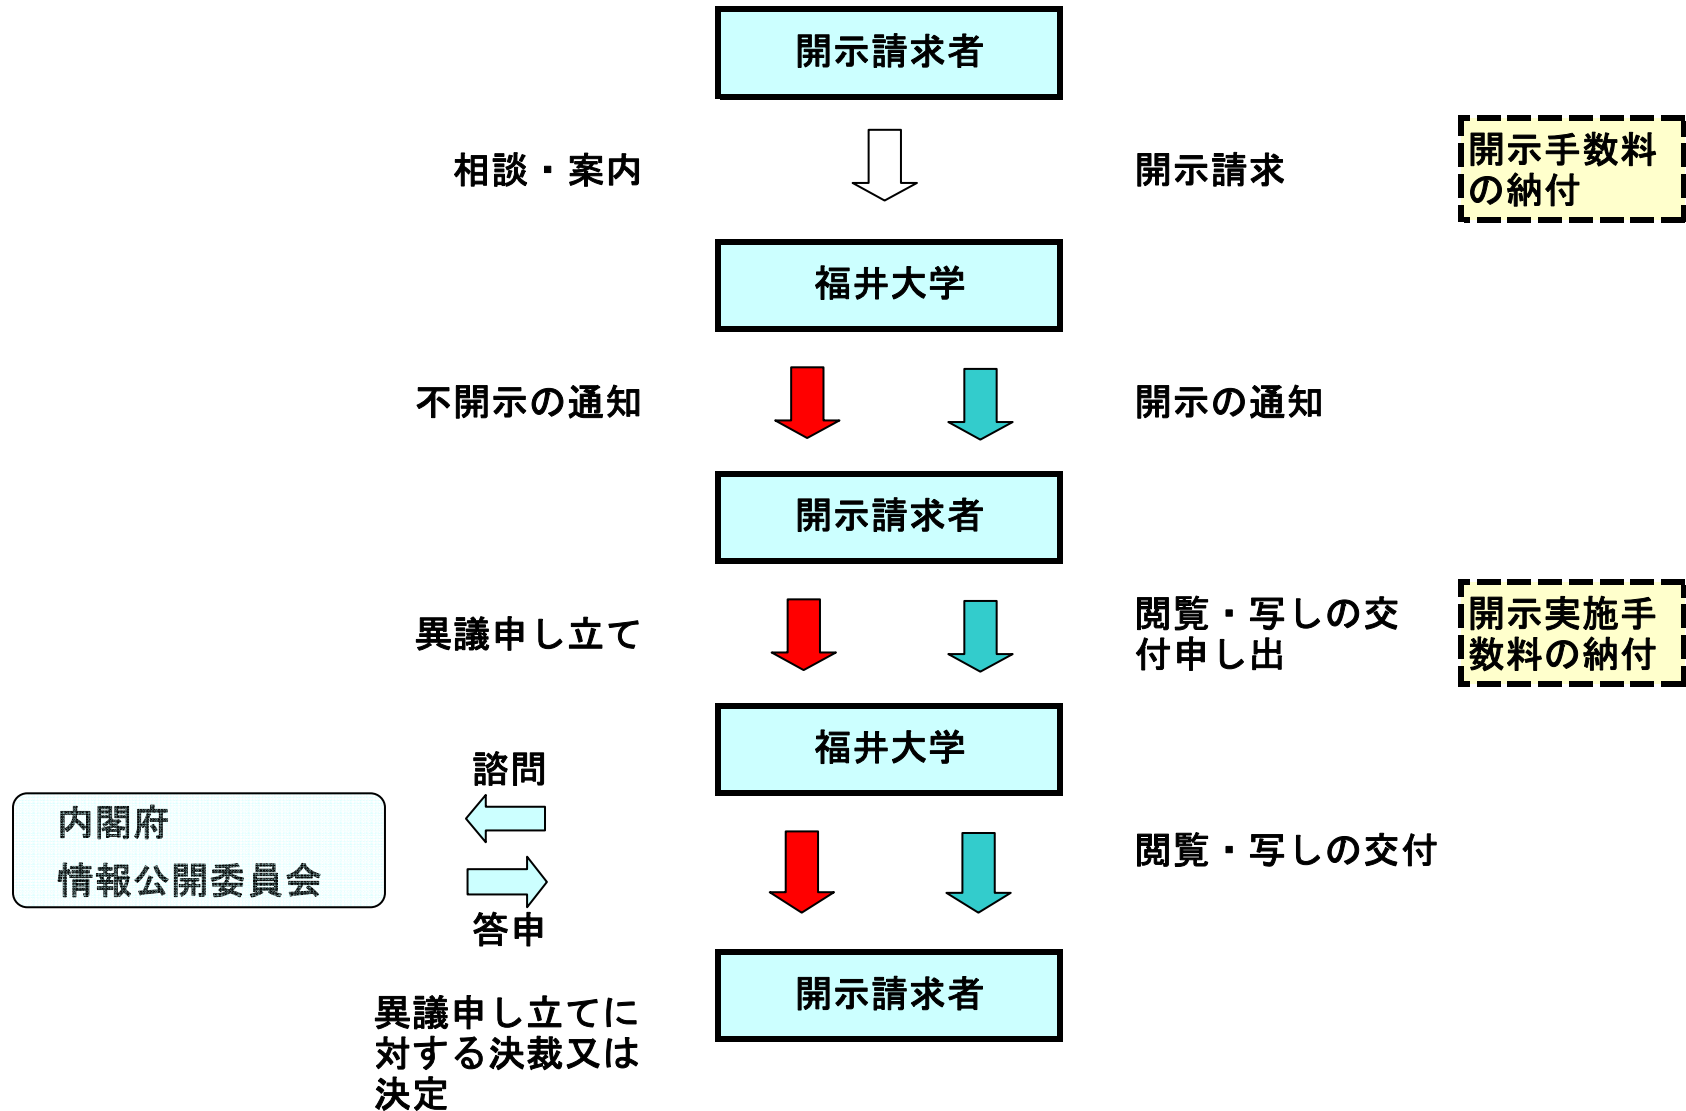 開示請求者
相談・案内
開示請求
開示手数料
の納付
福井大学
不開示の通知
開示の通知
開示請求者
異議申し立て
閲覧・写しの交
付申し出
開示実施手
数料の納付
福井大学
諮問
内閣府
情報公開委員会
答申
閲覧・写しの交付
開示請求者
異議申し立てに
対する決裁又は
決定